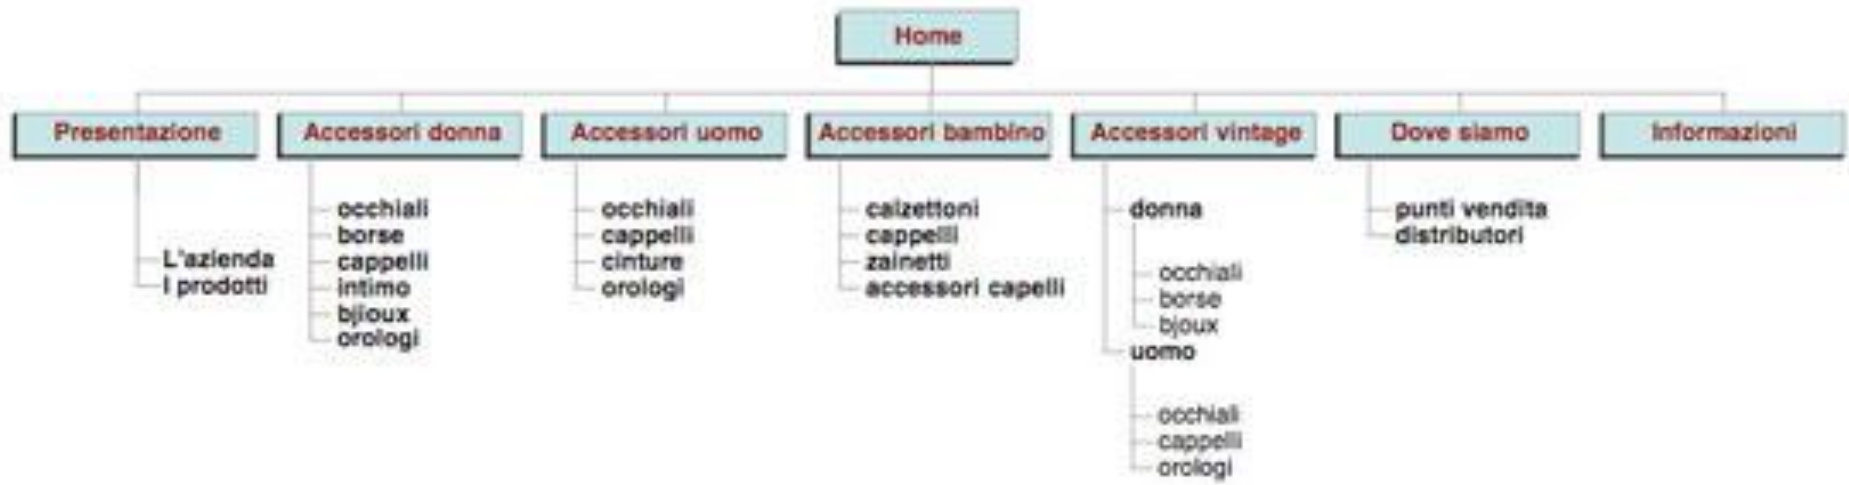 Home
Presentazione
L'azienda
I prodotti
Accessori donna
occhiali
borse
cappelli
intimo
bjioux
orologi
Accessori uomo
occhiali
cappelli
cinture
orologi
Accessori bambino
calzettoni
cappelli
zainetti
accessori capelli
Accessori vintage
donna
occhiali
borse
bjoux
uomo
occhiali
cappelli
orologi
Dove siamo
punti vendita
distributori
Informazioni